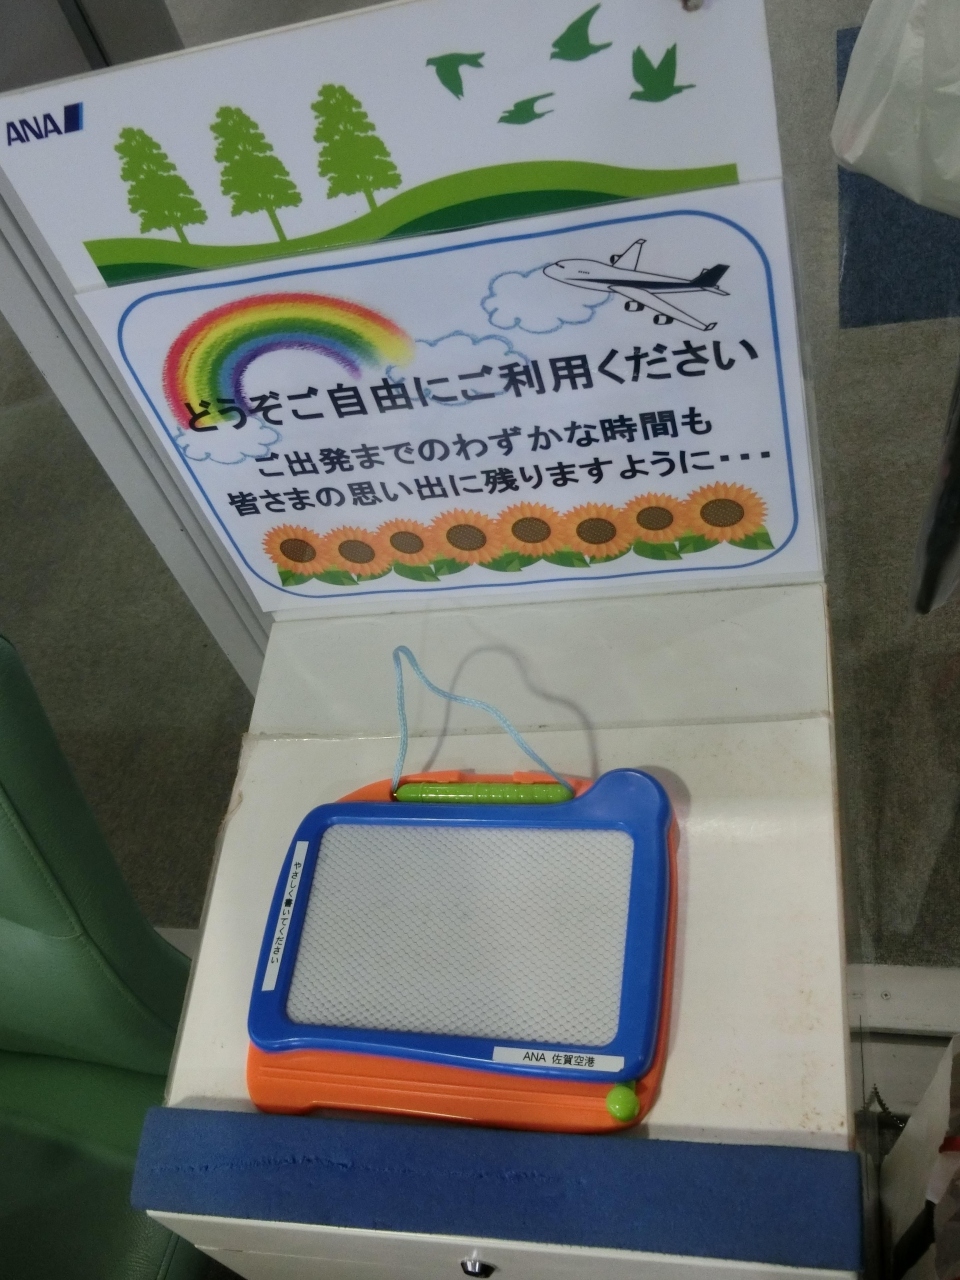 ANA
どうぞご自由にご利用ください
ご出発までのわずかな時間も
皆さまの思い出に残りますように・・・
やさしく書いてください
ANA 佐賀空港